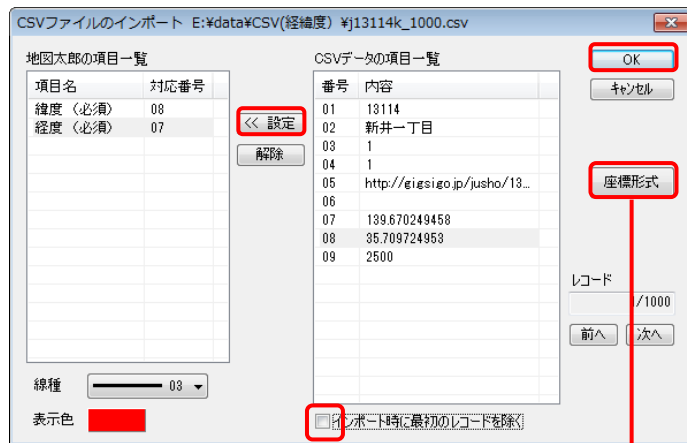 CSVファイルのインポート E:¥data¥CSV(経緯度)¥j13114k_1000.csv
地図太郎の項目一覧
項目名 対応番号
緯度（必須） 08
経度（必須） 07
<< 設定
解除
CSVデータの項目一覧
番号 内容
01 13114
02 新井一丁目
03 1
04 1
05 http://gigsigo.jp/jusho/13...
06
07 139.670249458
08 35.709724953
09 2500
OK
キャンセル
座標形式
レコード
1/1000
前へ 次へ
線種 03
表示色
インポート時に最初のレコードを除く